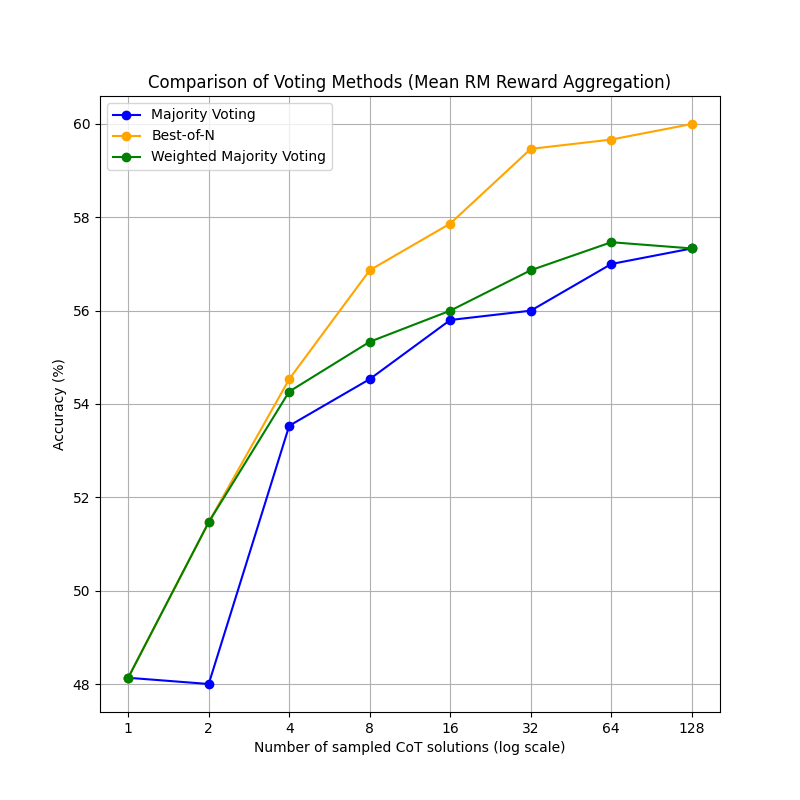 Comparison of Voting Methods (Mean RM Reward Aggregation)
Majority Voting
Best-of-N
Weighted Majority Voting
60
58
56
54
52
50
48
Accuracy (%)
1 2 4 8 16 32 64 128
Number of sampled CoT solutions (log scale)